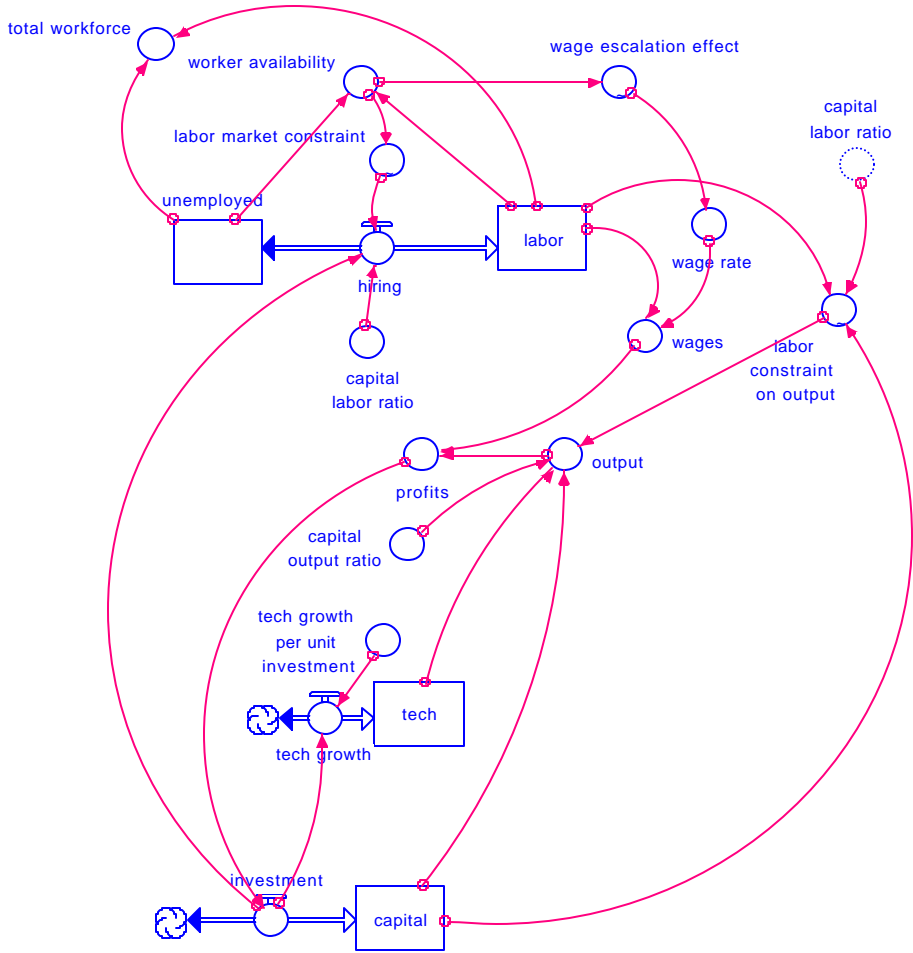 total workforce
wage escalation effect
worker availability
capital
labor ratio
labor market constraint
unemployed
labor
wage rate
hiring
wages
labor
constraint
on output
capital
labor ratio
output
profits
capital
output ratio
tech growth
per unit
investment
tech
tech growth
investment
capital